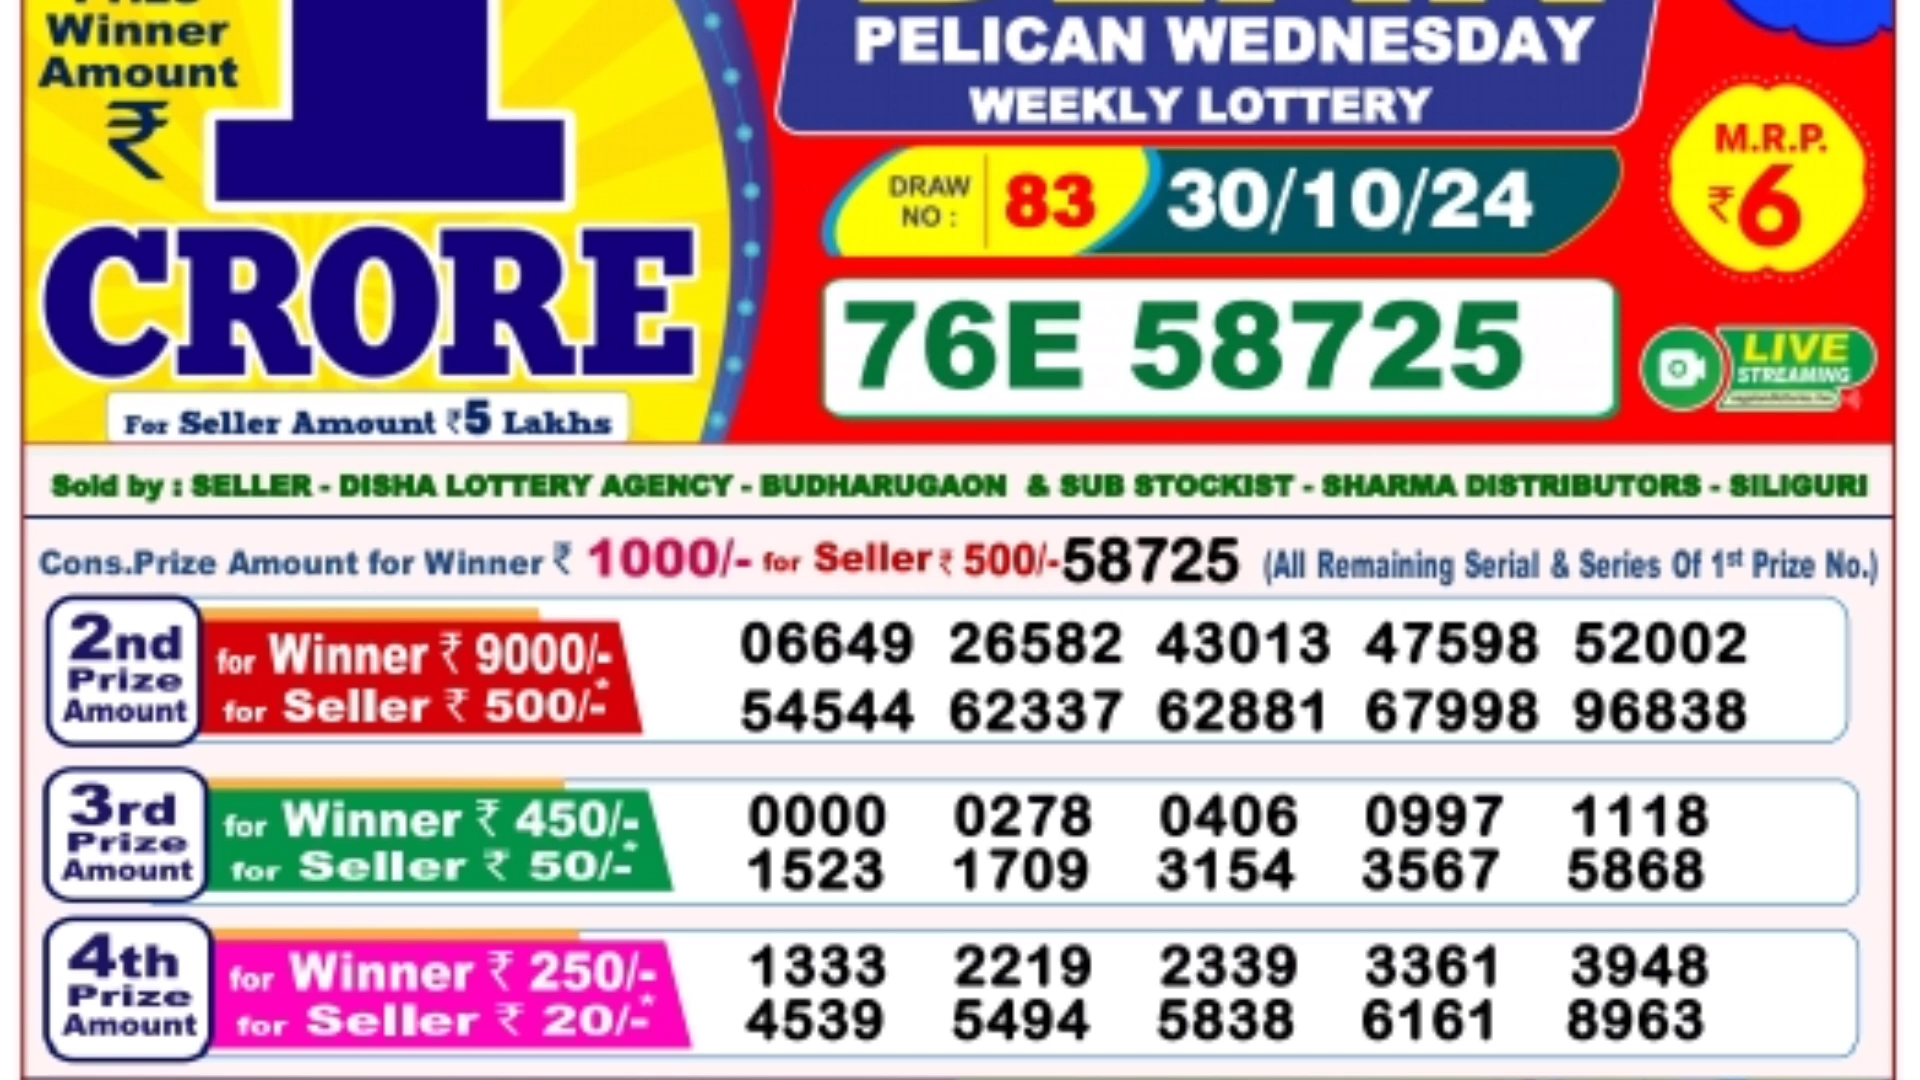 Winner
Amount
₹
1
CRORE
For Seller Amount ₹5 Lakhs
PELICAN WEDNESDAY
WEEKLY LOTTERY
DRAW
NO :
83
30/10/24
M.R.P.
₹6
76E 58725
LIVE
STREAMING
Sold by : SELLER - DISHA LOTTERY AGENCY - BUDHARUGAON & SUB STOCKIST - SHARMA DISTRIBUTORS - SILIGURI
Cons.Prize Amount for Winner ₹ 1000/- for Seller ₹ 500/- 58725 (All Remaining Serial & Series Of 1st Prize No.)
2nd
Prize
Amount
for Winner ₹ 9000/-
for Seller ₹ 500/-*
06649 26582 43013 47598 52002
54544 62337 62881 67998 96838
3rd
Prize
Amount
for Winner ₹ 450/-
for Seller ₹ 50/-*
0000 0278 0406 0997 1118
1523 1709 3154 3567 5868
4th
Prize
Amount
for Winner ₹ 250/-
for Seller ₹ 20/-*
1333 2219 2339 3361 3948
4539 5494 5838 6161 8963